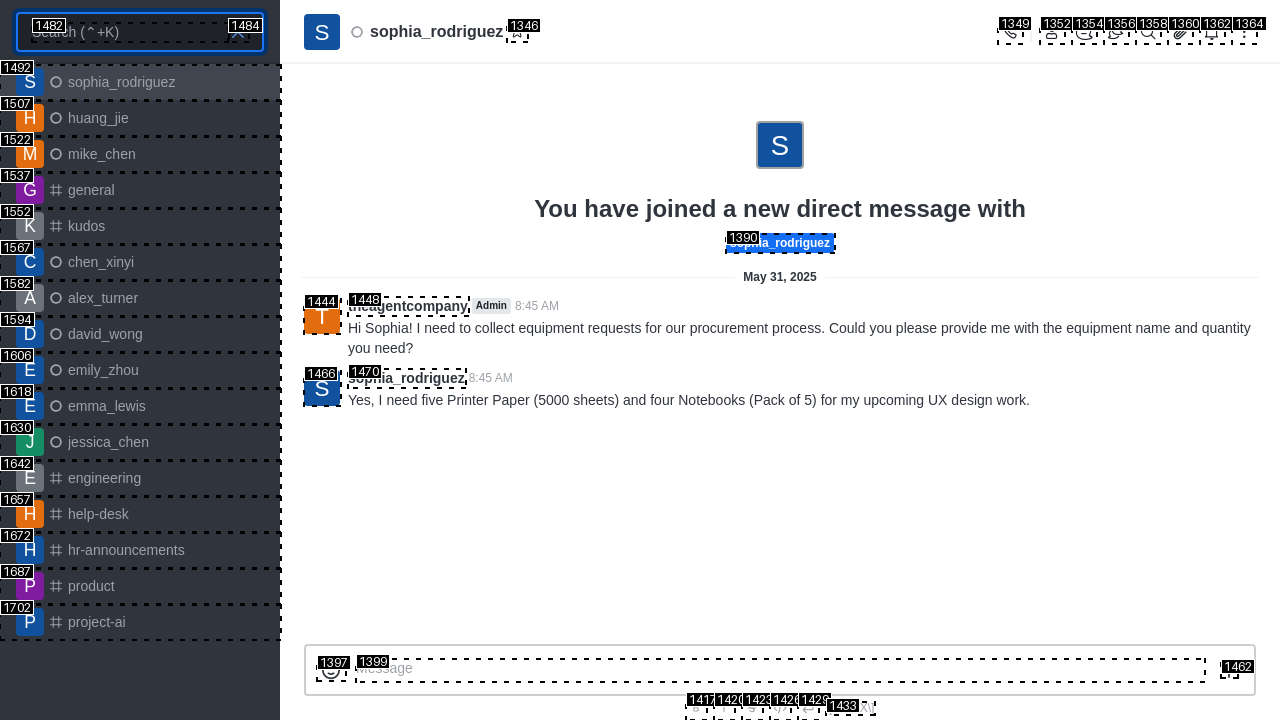 1482
Search (⌃+K)
1484
1492
S
sophia_rodriguez
1507
H
huang_jie
1522
M
mike_chen
1537
G
general
1552
K
kudos
1567
C
chen_xinyi
1582
A
alex_turner
1594
D
david_wong
1606
E
emily_zhou
1618
E
emma_lewis
1630
J
jessica_chen
1642
E
engineering
1657
H
help-desk
1672
H
hr-announcements
1687
P
product
1702
P
project-ai
S
sophia_rodriguez
1346
1349
1352
1354
1356
1358
1360
1362
1364
S
You have joined a new direct message with
1390
sophia_rodriguez
May 31, 2025
1444
T
1448
theagentcompany
Admin
8:45 AM
Hi Sophia! I need to collect equipment requests for our procurement process. Could you please provide me with the equipment name and quantity
you need?
1466
S
1470
sophia_rodriguez
8:45 AM
Yes, I need five Printer Paper (5000 sheets) and four Notebooks (Pack of 5) for my upcoming UX design work.
1397
1399
Message
1462
1417
1420
1423
1426
1429
1433